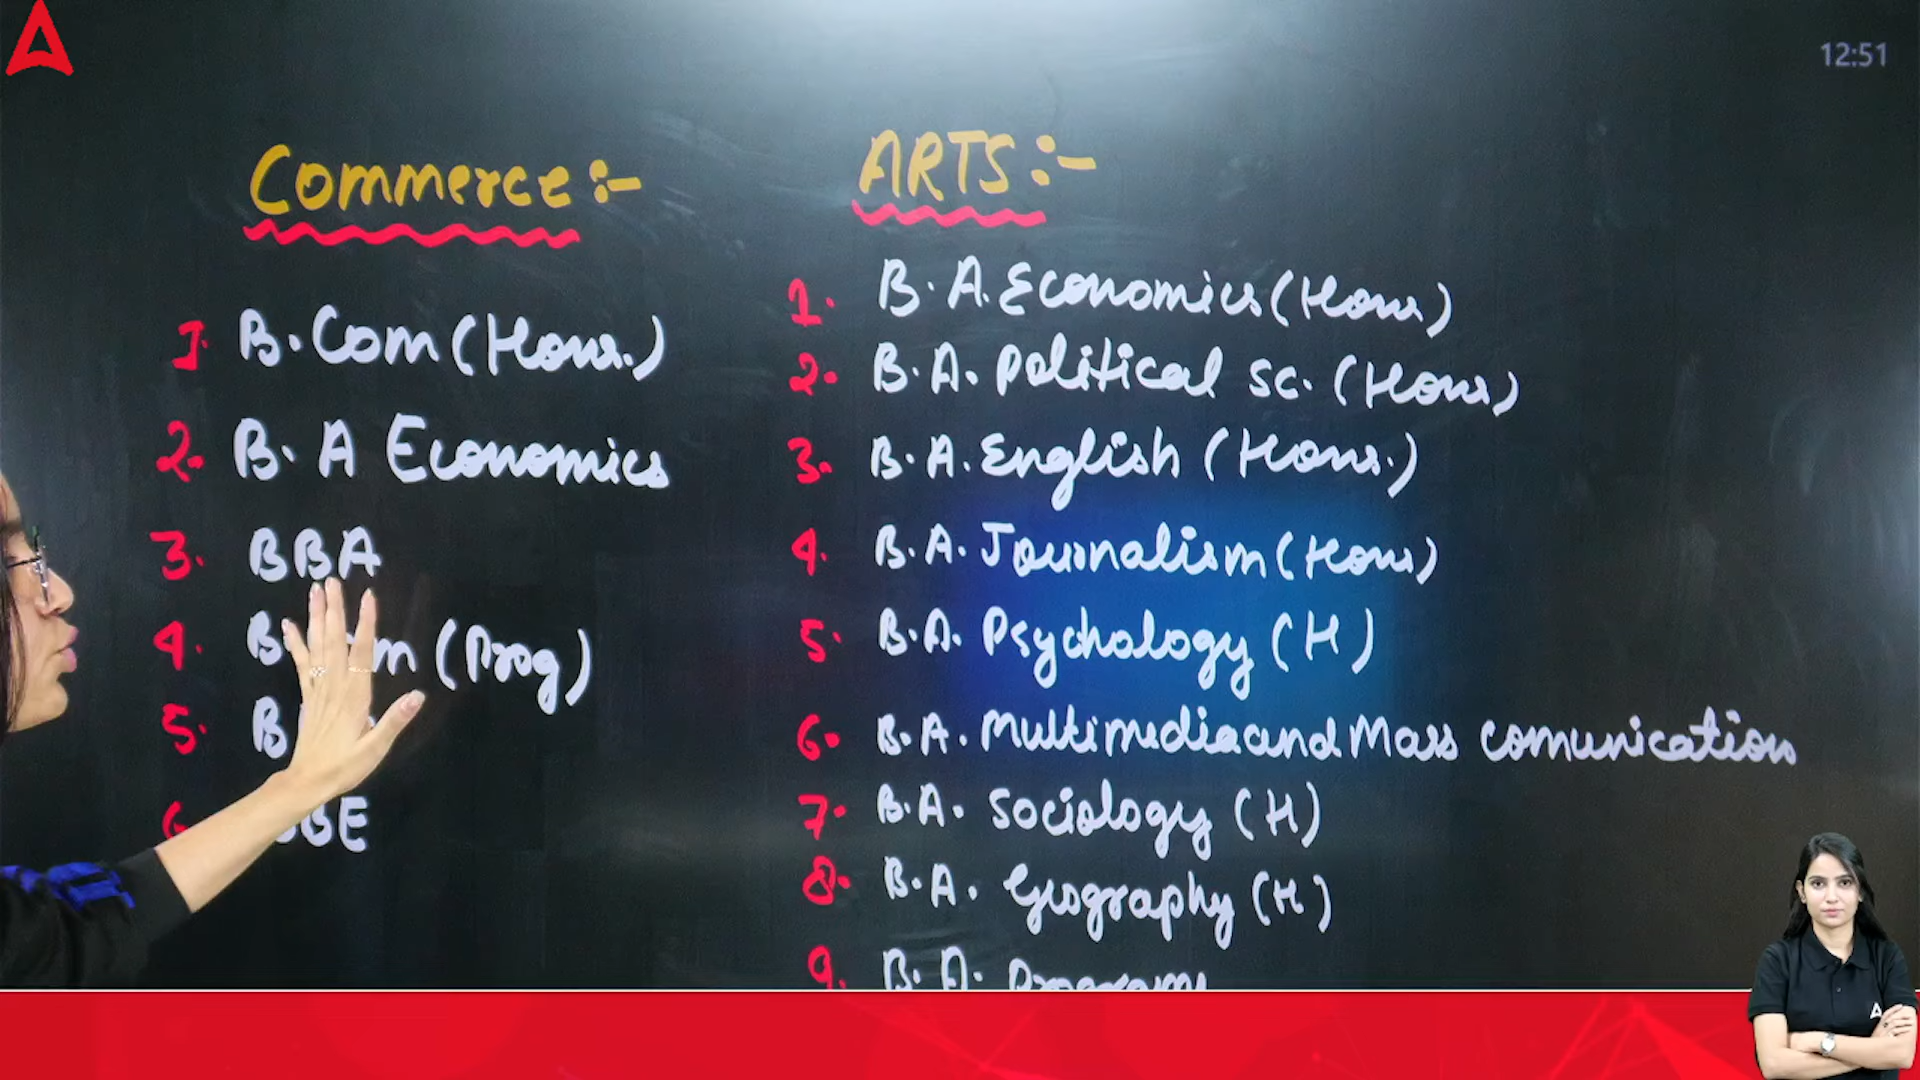 12:51
Commerce :-
1. B. Com (Hons.)
2. B. A Economics
3. BBA
4. (Prog)
5. B
ARTS :-
1. B. A. Economics (Hons)
2. B. A. Political Sc. (Hons)
3. B. A. English (Hons.)
4. B. A. Journalism (Hons)
5. B.A. Psychology (H)
6. B. A. Multimedia and Mass comunication
7. B.A. Sociology (H)
8. B.A. Geography (H)
9. B. A. Program